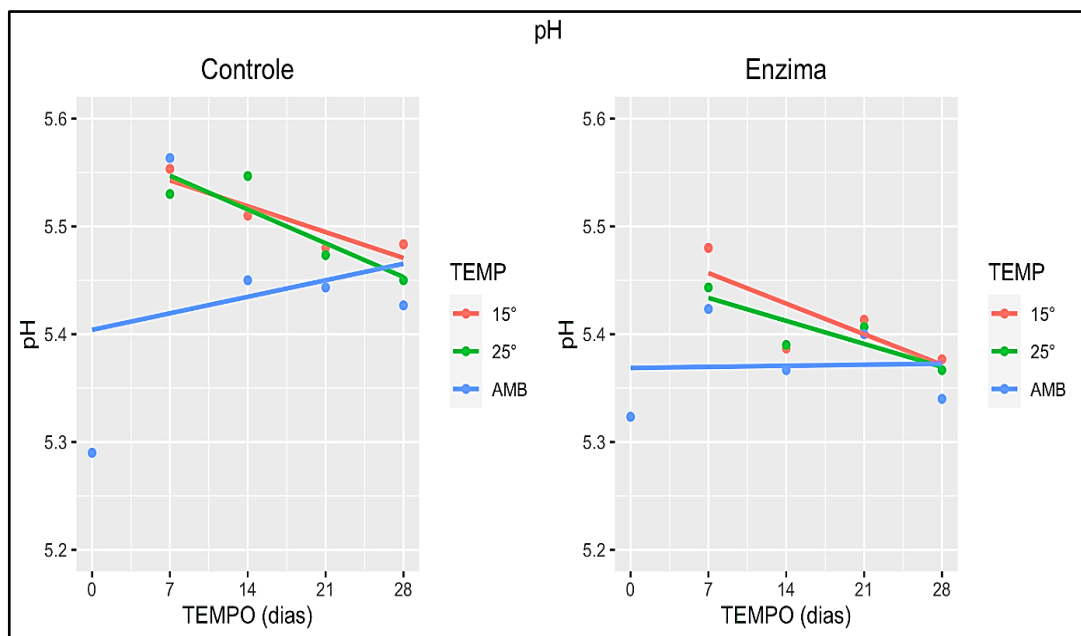 pH
Controle
5.6
5.5
5.4
5.3
5.2
pH
0 7 14 21 28
TEMPO (dias)
TEMP
15°
25°
AMB
Enzima
5.6
5.5
5.4
5.3
5.2
pH
0 7 14 21 28
TEMPO (dias)
TEMP
15°
25°
AMB